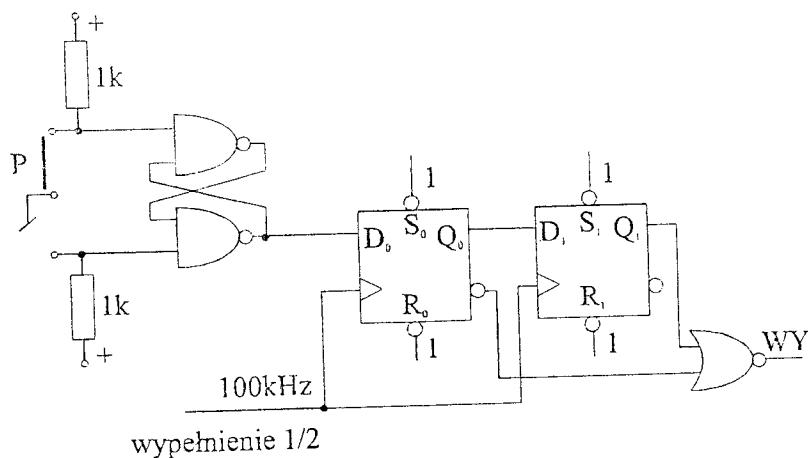 +
1k
P
1k
+
1
1
S₀
D₀
Q₀
R₀
1
S₁
D₁
Q₁
R₁
1
WY
100kHz
wypełnienie 1/2